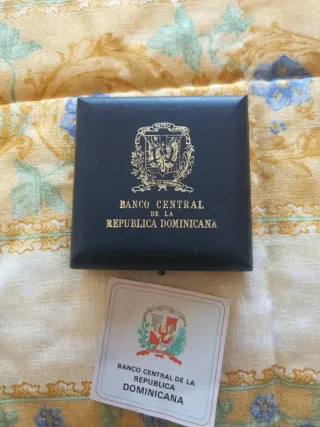 BANCO CENTRAL
DE LA
REPUBLICA DOMINICANA
BANCO CENTRAL DE LA
REPUBLICA
DOMINICANA